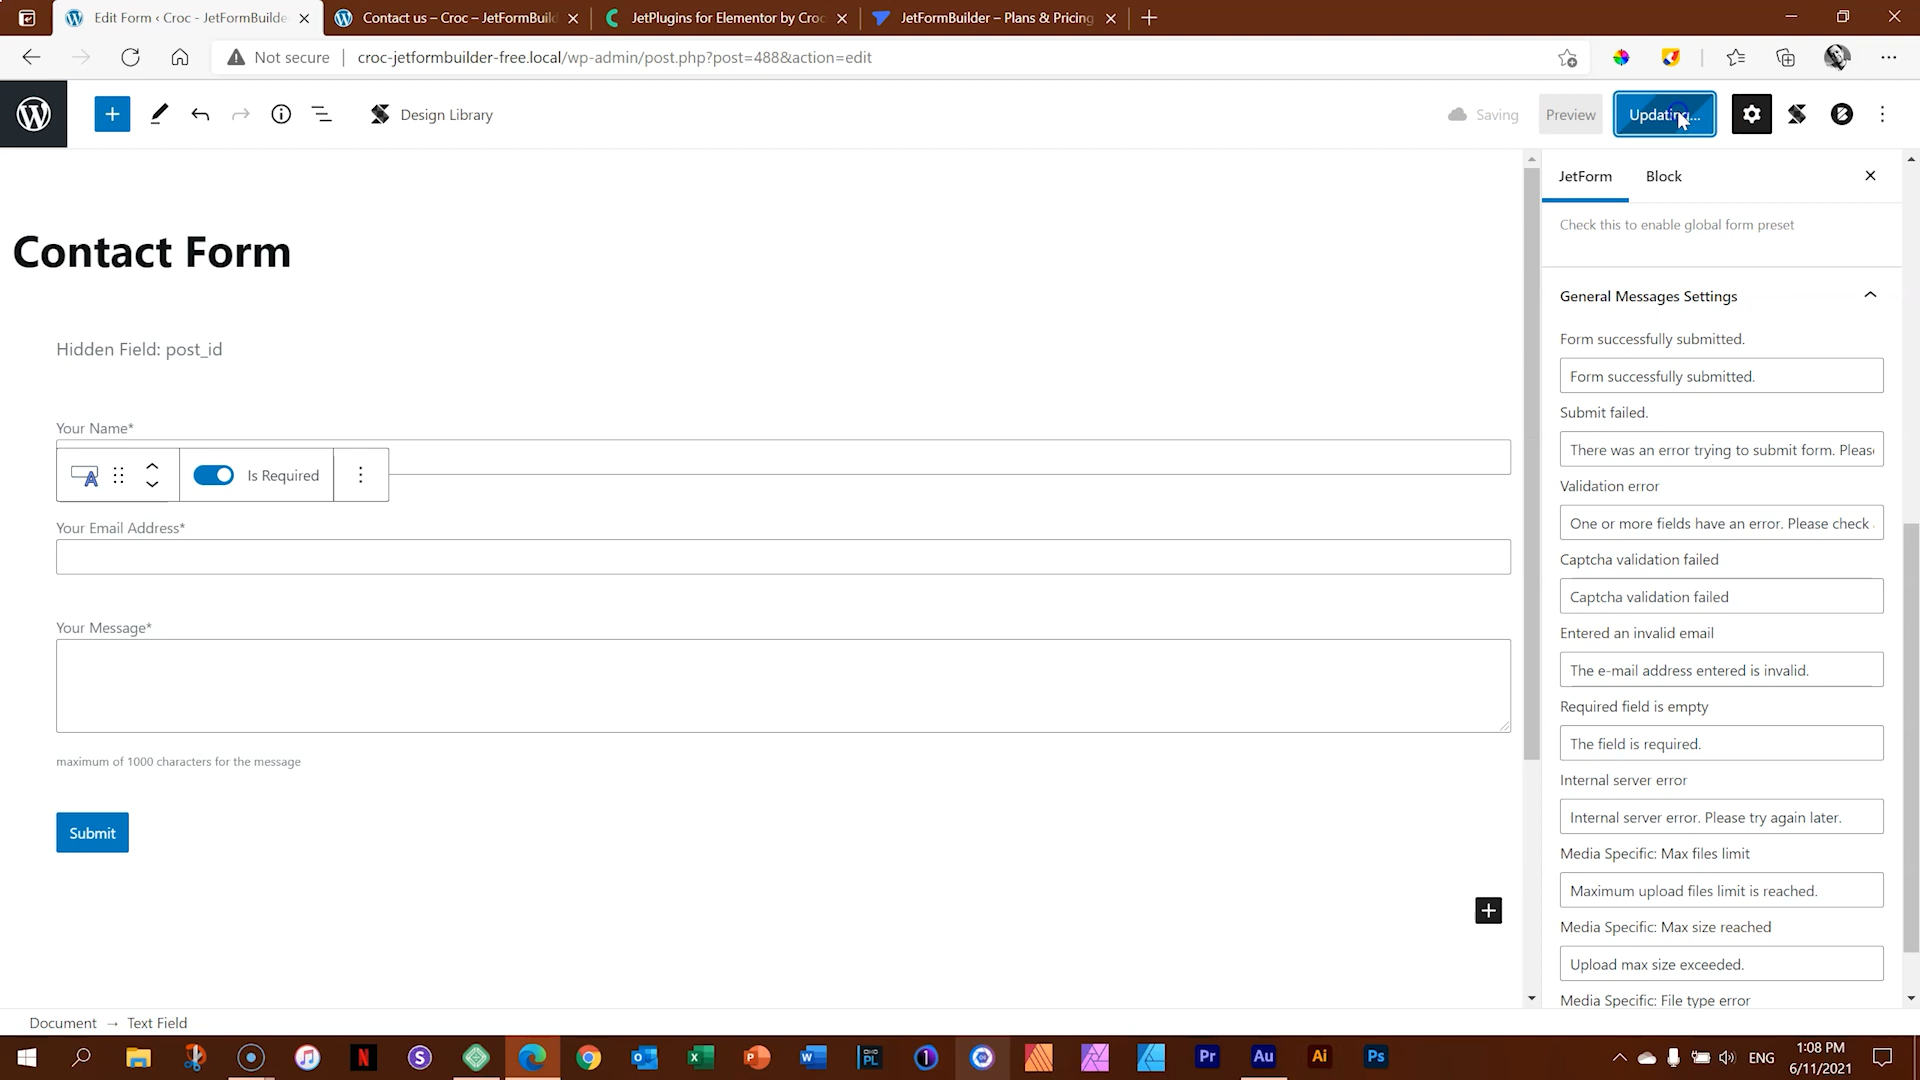 Edit Form ‹ Croc - JetFormBuilde
Contact us – Croc – JetFormBuild
JetPlugins for Elementor by Croc
JetFormBuilder – Plans & Pricing
Not secure
croc-jetformbuilder-free.local/wp-admin/post.php?post=488&action=edit
Design Library
Saving
Preview
Updating...
JetForm
Block
Check this to enable global form preset
Contact Form
General Messages Settings
Hidden Field: post_id
Form successfully submitted.
Form successfully submitted.
Submit failed.
Your Name*
There was an error trying to submit form. Pleas
Is Required
Validation error
Your Email Address*
One or more fields have an error. Please check
Captcha validation failed
Captcha validation failed
Your Message*
Entered an invalid email
The e-mail address entered is invalid.
Required field is empty
The field is required.
maximum of 1000 characters for the message
Internal server error
Internal server error. Please try again later.
Submit
Media Specific: Max files limit
Maximum upload files limit is reached.
Media Specific: Max size reached
Upload max size exceeded.
Media Specific: File type error
Document → Text Field
PL
Pr
Au
Ai
Ps
ENG
1:08 PM
6/11/2021